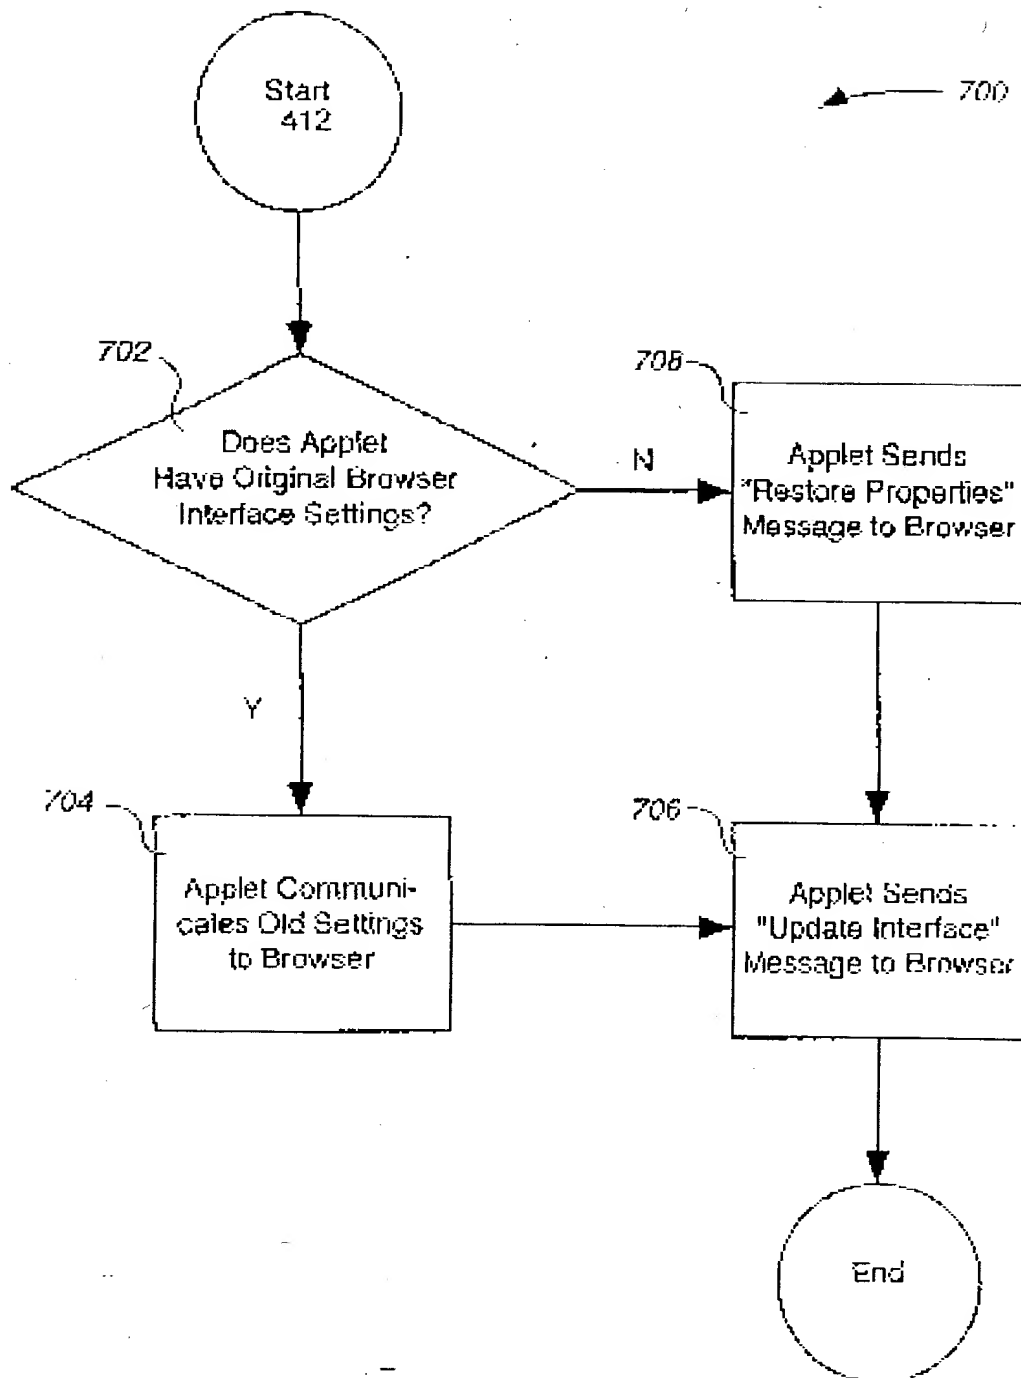 Start
412
700
702
Does Applet
Have Original Browser
Interface Settings?
N
708
Applet Sends
"Restore Properties"
Message to Browser
Y
704
Applet Communi-
cates Old Settings
to Browser
706
Applet Sends
"Update Interface"
Message to Browser
End